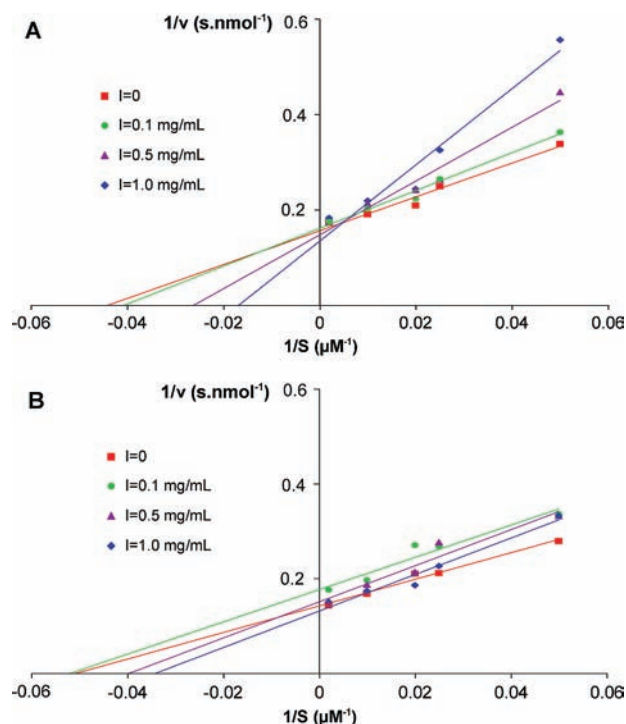 A
1/v (s.nmol⁻¹)
I=0
I=0.1 mg/mL
I=0.5 mg/mL
I=1.0 mg/mL
0.6
0.4
0.2
-0.06 -0.04 -0.02 0 0.02 0.04 0.06
1/S (µM⁻¹)
B
1/v (s.nmol⁻¹)
I=0
I=0.1 mg/mL
I=0.5 mg/mL
I=1.0 mg/mL
0.6
0.4
0.2
-0.06 -0.04 -0.02 0 0.02 0.04 0.06
1/S (µM⁻¹)